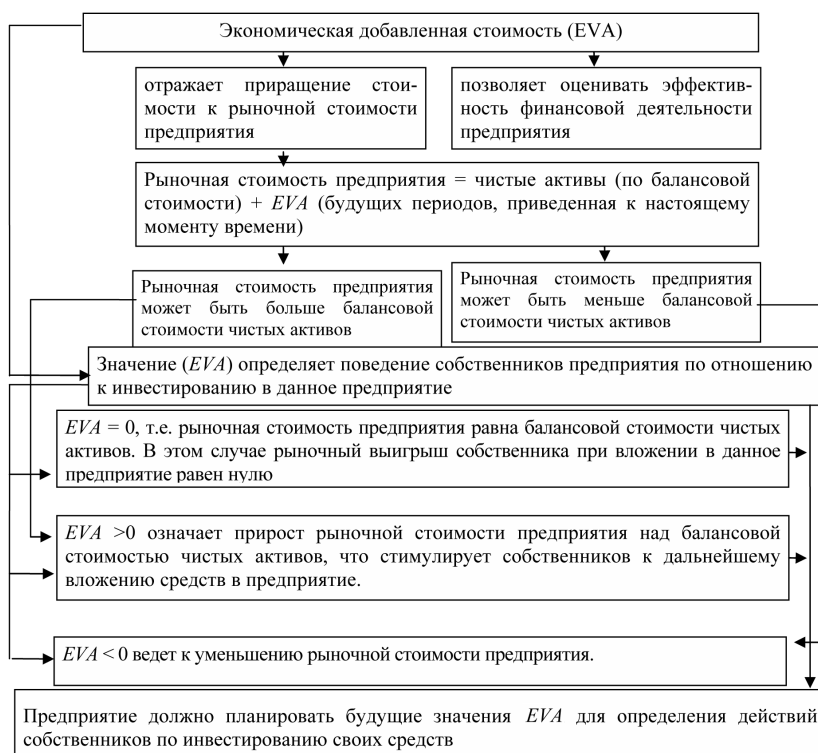 Экономическая добавленная стоимость (EVA)
отражает приращение стои-
мости к рыночной стоимости
предприятия
позволяет оценивать эффектив-
ность финансовой деятельности
предприятия
Рыночная стоимость предприятия = чистые активы (по балансовой
стоимости) + EVA (будущих периодов, приведенная к настоящему
моменту времени)
Рыночная стоимость предприятия
может быть больше балансовой
стоимости чистых активов
Рыночная стоимость предприятия
может быть меньше балансовой
стоимости чистых активов
Значение (EVA) определяет поведение собственников предприятия по отношению
к инвестированию в данное предприятие
EVA = 0, т.е. рыночная стоимость предприятия равна балансовой стоимости чистых
активов. В этом случае рыночный выигрыш собственника при вложении в данное
предприятие равен нулю
EVA >0 означает прирост рыночной стоимости предприятия над балансовой
стоимостью чистых активов, что стимулирует собственников к дальнейшему
вложению средств в предприятие.
EVA < 0 ведет к уменьшению рыночной стоимости предприятия.
Предприятие должно планировать будущие значения EVA для определения действий
собственников по инвестированию своих средств